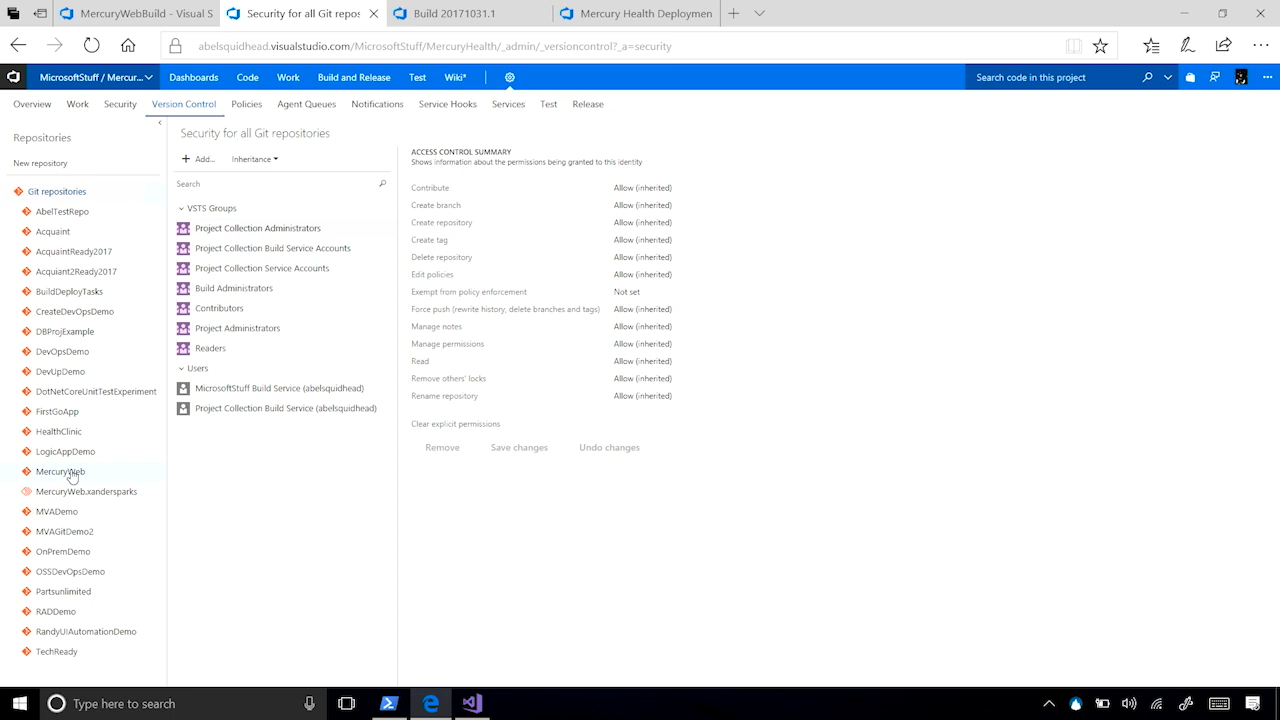 MercuryWebBuild - Visual S
Security for all Git repos
Build 20171031.1
Mercury Health Deploymen
abelsquidhead.visualstudio.com/MicrosoftStuff/MercuryHealth/_admin/_versioncontrol?_a=security
MicrosoftStuff / Mercur...
Dashboards
Code
Work
Build and Release
Test
Wiki*
Search code in this project
Overview
Work
Security
Version Control
Policies
Agent Queues
Notifications
Service Hooks
Services
Test
Release
Repositories
New repository
Git repositories
AbelTestRepo
Acquaint
AcquaintReady2017
Acquiant2Ready2017
BuildDeployTasks
CreateDevOpsDemo
DBProjExample
DevOpsDemo
DevUpDemo
DotNetCoreUnitTestExperiment
FirstGoApp
HealthClinic
LogicAppDemo
MercuryWeb
MercuryWeb.xandersparks
MVADemo
MVAGitDemo2
OnPremDemo
OSSDevOpsDemo
Partsunlimited
RADDemo
RandyUIAutomationDemo
TechReady
Security for all Git repositories
Add...
Inheritance
Search
VSTS Groups
Project Collection Administrators
Project Collection Build Service Accounts
Project Collection Service Accounts
Build Administrators
Contributors
Project Administrators
Readers
Users
MicrosoftStuff Build Service (abelsquidhead)
Project Collection Build Service (abelsquidhead)
ACCESS CONTROL SUMMARY
Shows information about the permissions being granted to this identity
Contribute Allow (inherited)
Create branch Allow (inherited)
Create repository Allow (inherited)
Create tag Allow (inherited)
Delete repository Allow (inherited)
Edit policies Allow (inherited)
Exempt from policy enforcement Not set
Force push (rewrite history, delete branches and tags) Allow (inherited)
Manage notes Allow (inherited)
Manage permissions Allow (inherited)
Read Allow (inherited)
Remove others' locks Allow (inherited)
Rename repository Allow (inherited)
Clear explicit permissions
Remove
Save changes
Undo changes
Type here to search